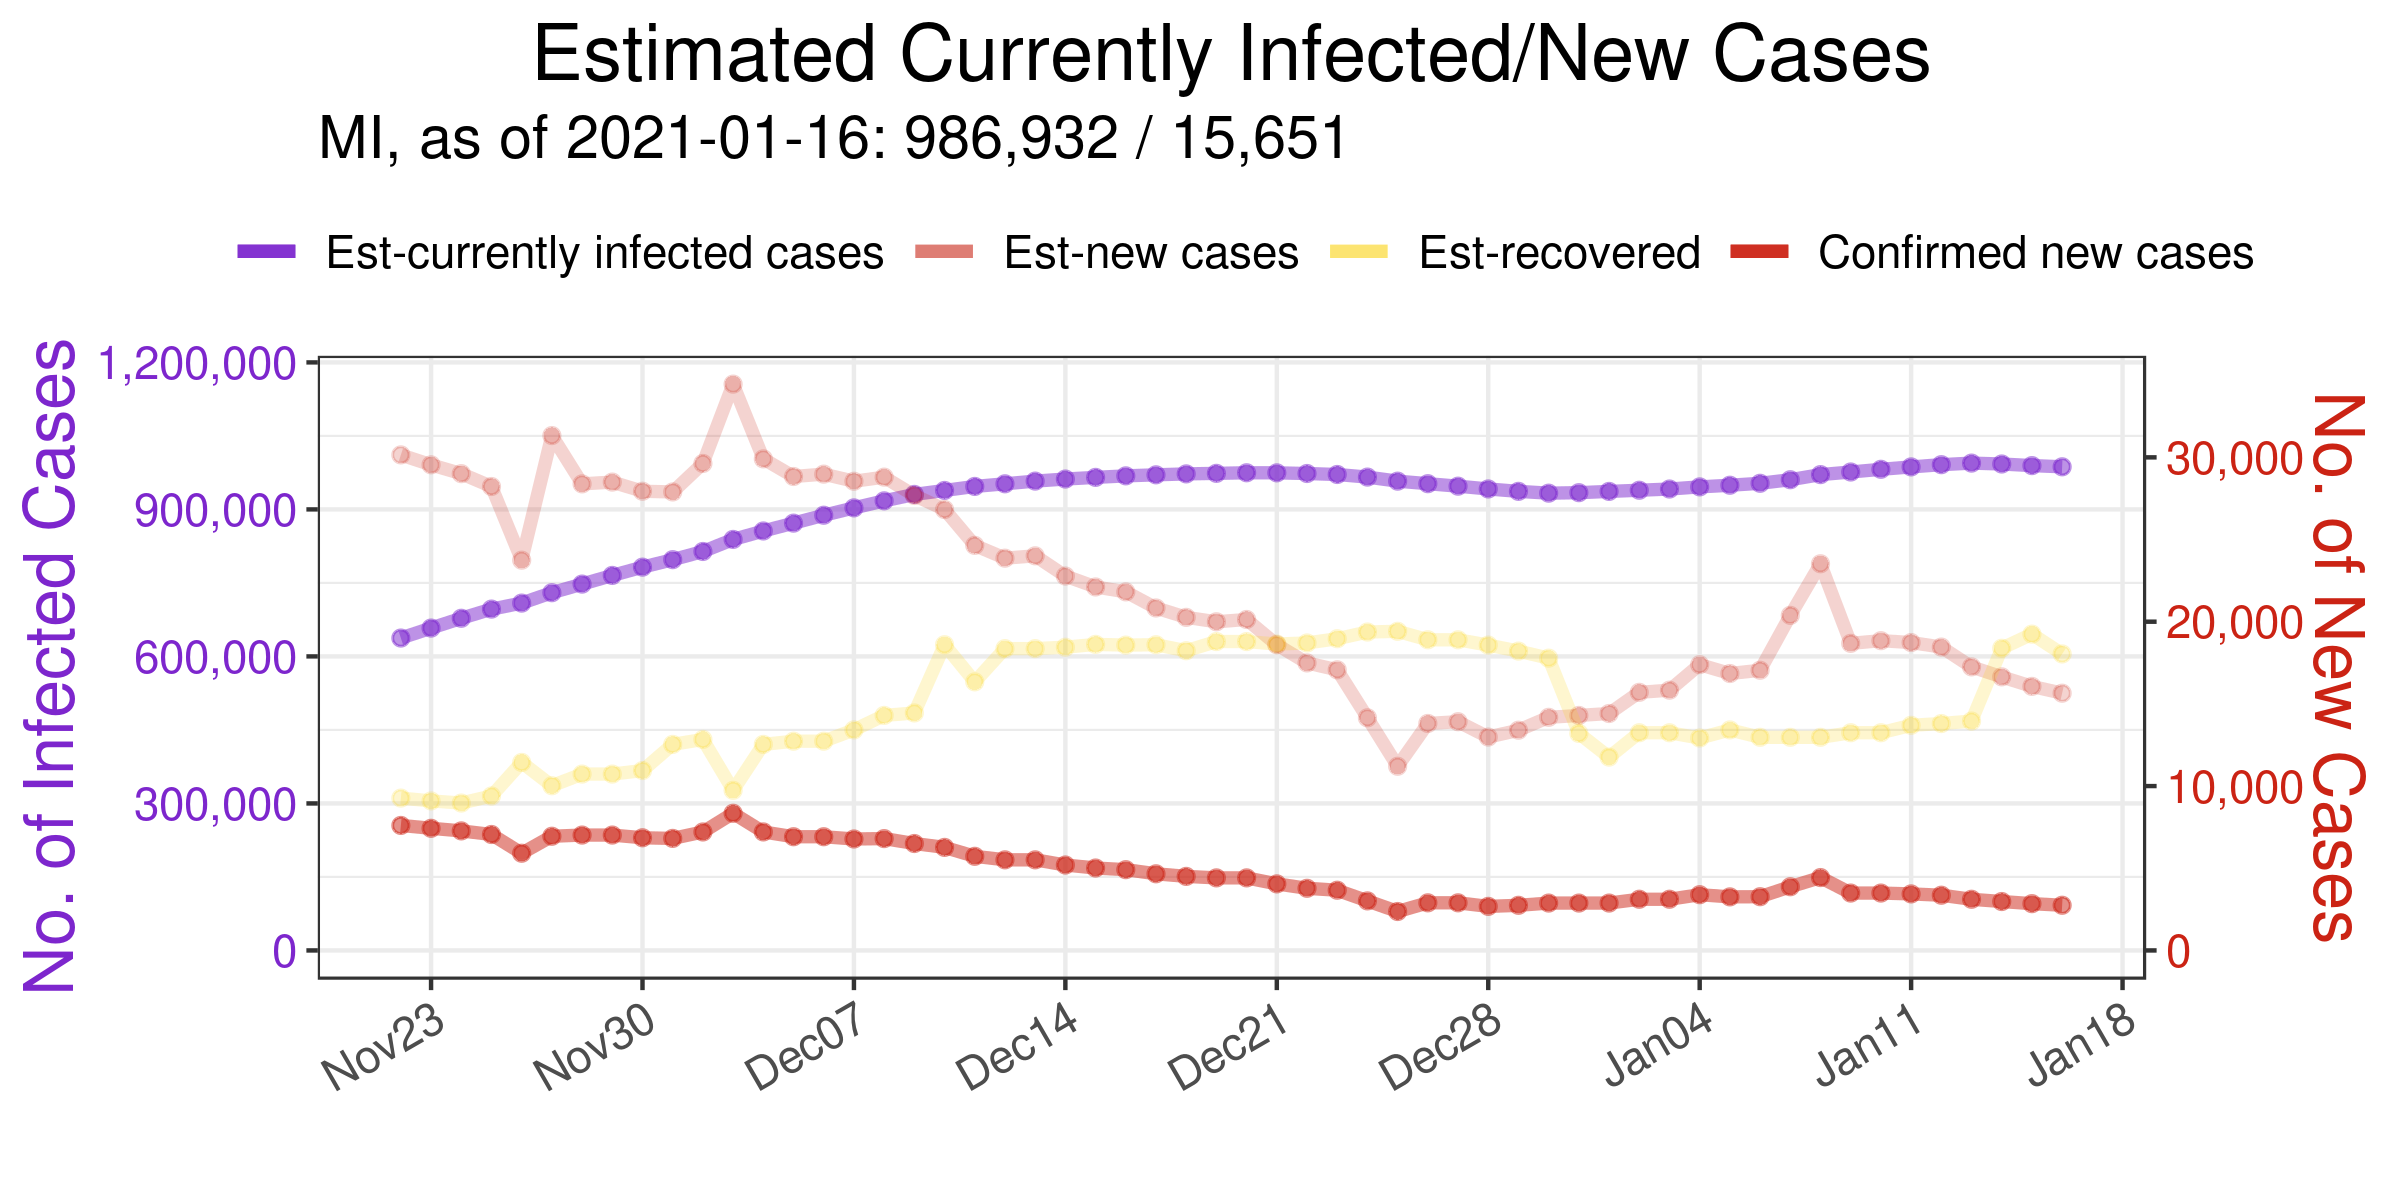 Estimated Currently Infected/New Cases
MI, as of 2021-01-16: 986,932 / 15,651
Est-currently infected cases Est-new cases Est-recovered Confirmed new cases
No. of Infected Cases
1,200,000
900,000
600,000
300,000
0
30,000
20,000
10,000
0
No. of New Cases
Nov23 Nov30 Dec07 Dec14 Dec21 Dec28 Jan04 Jan11 Jan18